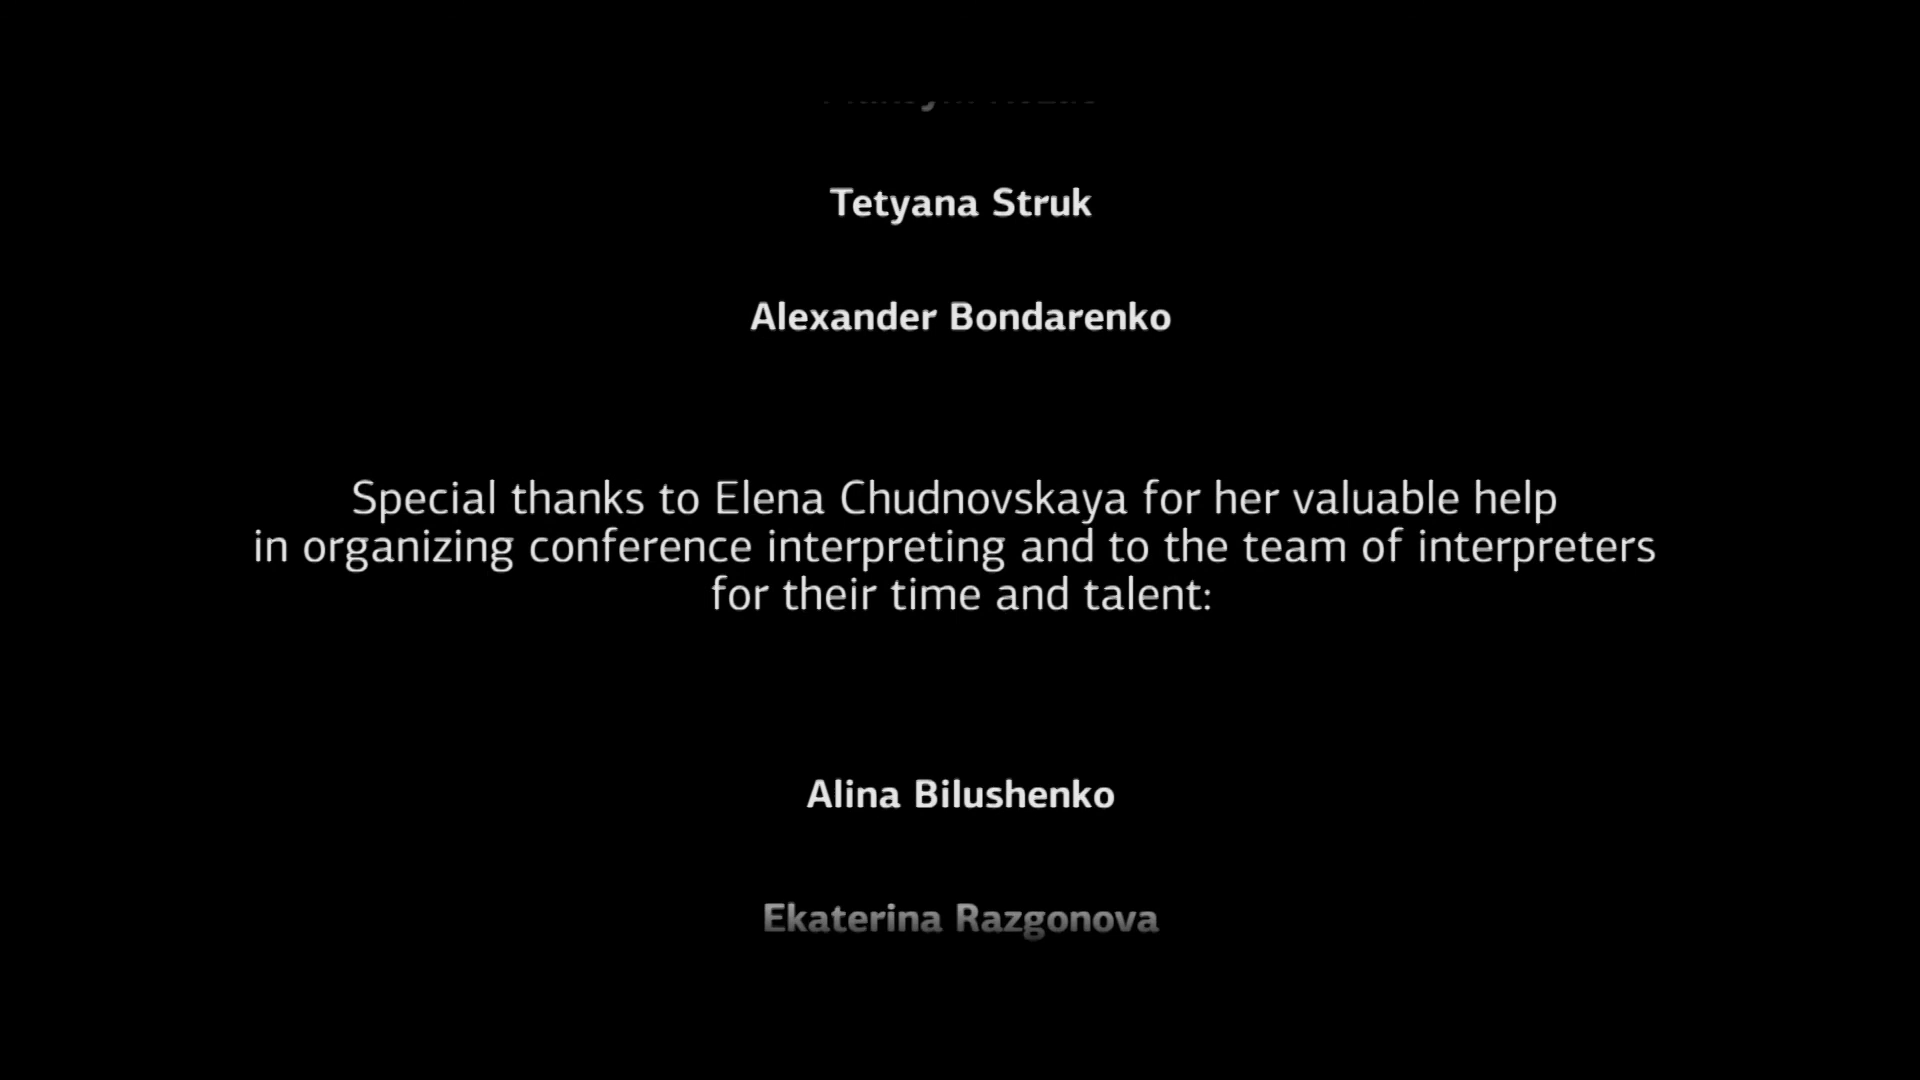 Tetyana Struk
Alexander Bondarenko
Special thanks to Elena Chudnovskaya for her valuable help
in organizing conference interpreting and to the team of interpreters
for their time and talent:
Alina Bilushenko
Ekaterina Razgonova